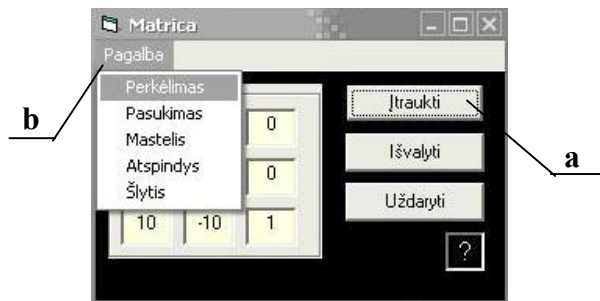 Matrica
Pagalba
Perkėlimas
Pasukimas
Mastelis
Atspindys
Šlytis
0
0
10 -10 1
Įtraukti
Išvalyti
Uždaryti
?
b
a